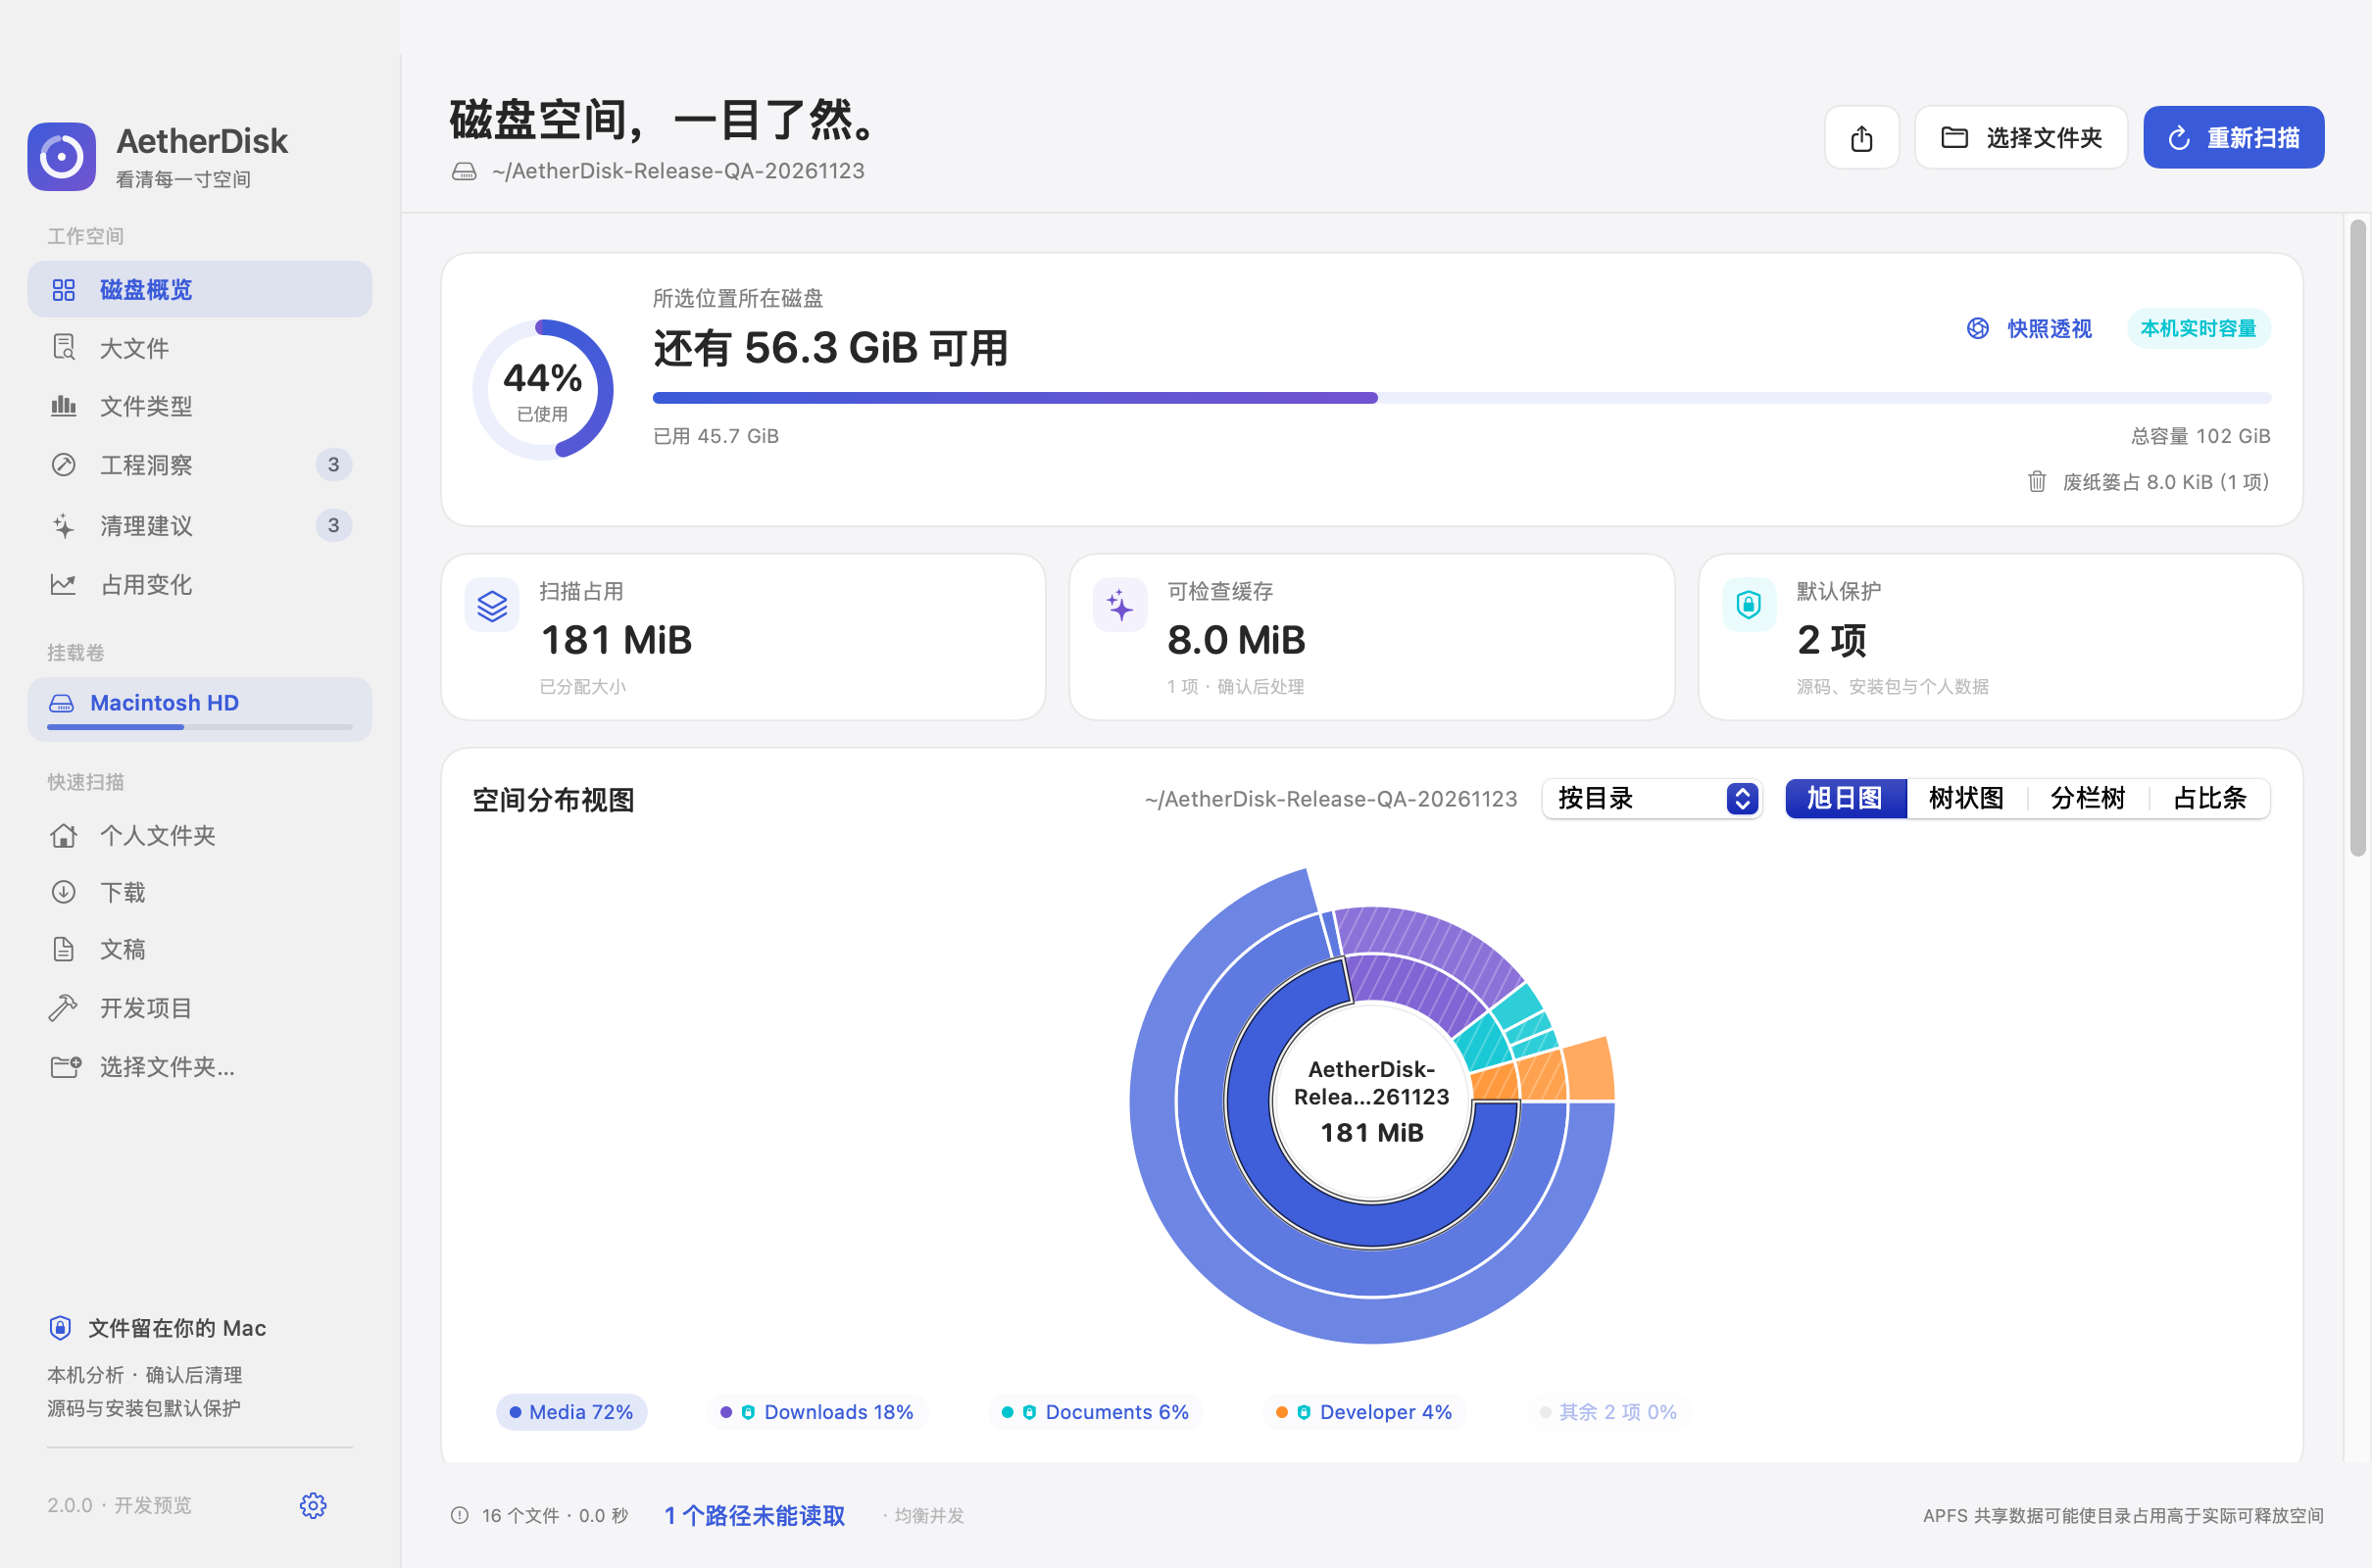 AetherDisk
看清每一寸空间
工作空间
磁盘概览
大文件
文件类型
工程洞察 3
清理建议 3
占用变化
挂载卷
Macintosh HD
快速扫描
个人文件夹
下载
文稿
开发项目
选择文件夹...
文件留在你的 Mac
本机分析 · 确认后清理
源码与安装包默认保护
2.0.0 · 开发预览
磁盘空间，一目了然。
~/AetherDisk-Release-QA-20261123
选择文件夹
重新扫描
44%
已使用
所选位置所在磁盘
还有 56.3 GiB 可用
快照透视
本机实时容量
已用 45.7 GiB
总容量 102 GiB
废纸篓占 8.0 KiB (1 项)
扫描占用
181 MiB
已分配大小
可检查缓存
8.0 MiB
1 项 · 确认后处理
默认保护
2 项
源码、安装包与个人数据
空间分布视图
~/AetherDisk-Release-QA-20261123
按目录
旭日图
树状图
分栏树
占比条
AetherDisk-
Relea...261123
181 MiB
Media 72%
Downloads 18%
Documents 6%
Developer 4%
其余 2 项 0%
16 个文件 · 0.0 秒
1 个路径未能读取
· 均衡并发
APFS 共享数据可能使目录占用高于实际可释放空间